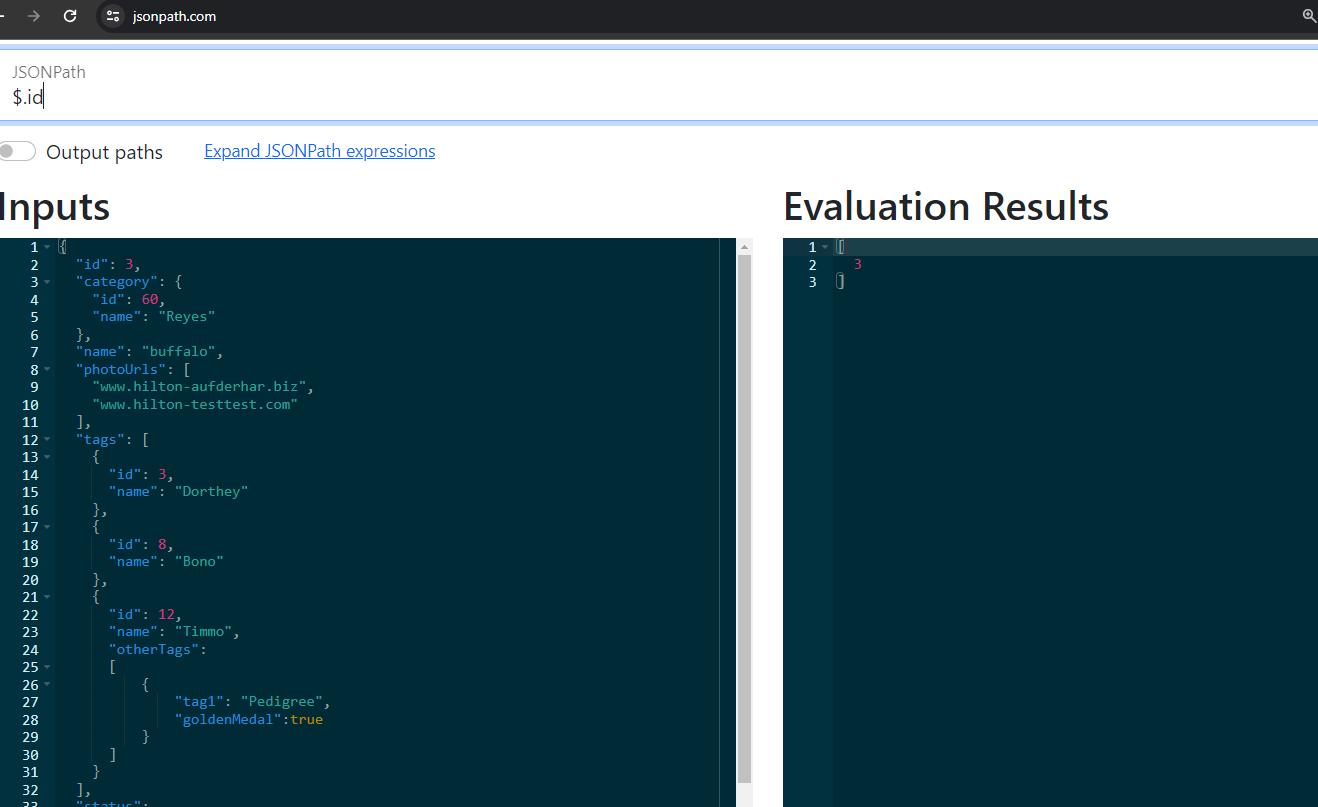 jsonpath.com
JSONPath
$.id
Output paths
Expand JSONPath expressions
Inputs
1 {
2 "id": 3,
3 "category": {
4 "id": 60,
5 "name": "Reyes"
6 },
7 "name": "buffalo",
8 "photoUrls": [
9 "www.hilton-aufderhar.biz",
10 "www.hilton-testtest.com"
11 ],
12 "tags": [
13 {
14 "id": 3,
15 "name": "Dorthey"
16 },
17 {
18 "id": 8,
19 "name": "Bono"
20 },
21 {
22 "id": 12,
23 "name": "Timmo",
24 "otherTags":
25 [
26 {
27 "tag1": "Pedigree",
28 "goldenMedal":true
29 }
30 ]
31 }
32 ],
33 "status":
Evaluation Results
1 [
2 3
3 ]